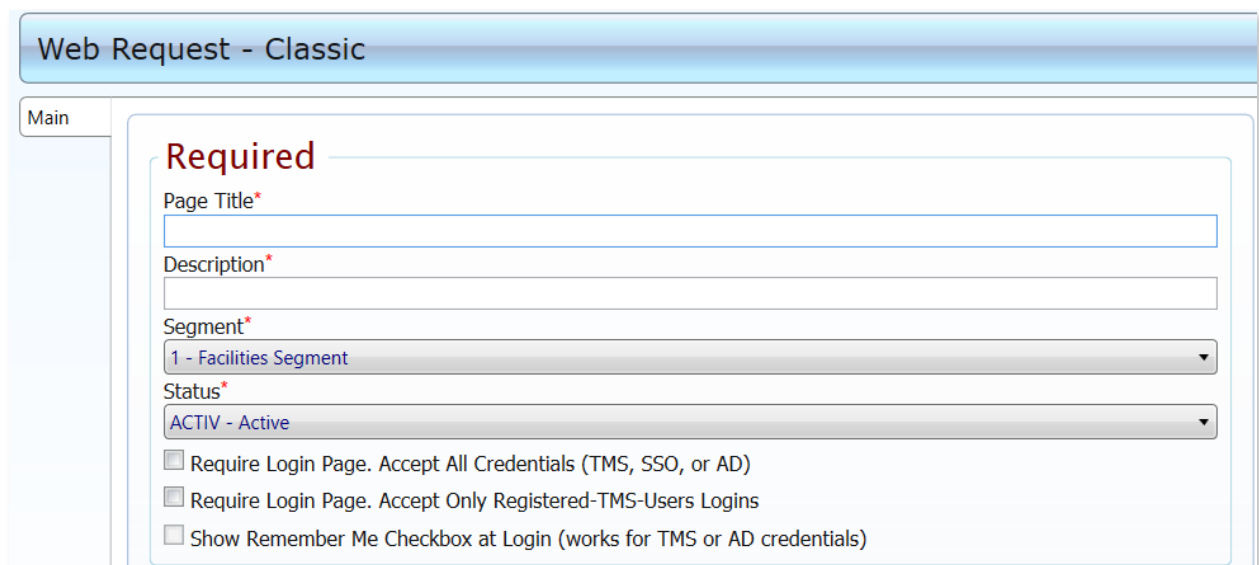 Web Request - Classic
Main
Required
Page Title*
Description*
Segment*
1 - Facilities Segment
Status*
ACTIV - Active
Require Login Page. Accept All Credentials (TMS, SSO, or AD)
Require Login Page. Accept Only Registered-TMS-Users Logins
Show Remember Me Checkbox at Login (works for TMS or AD credentials)